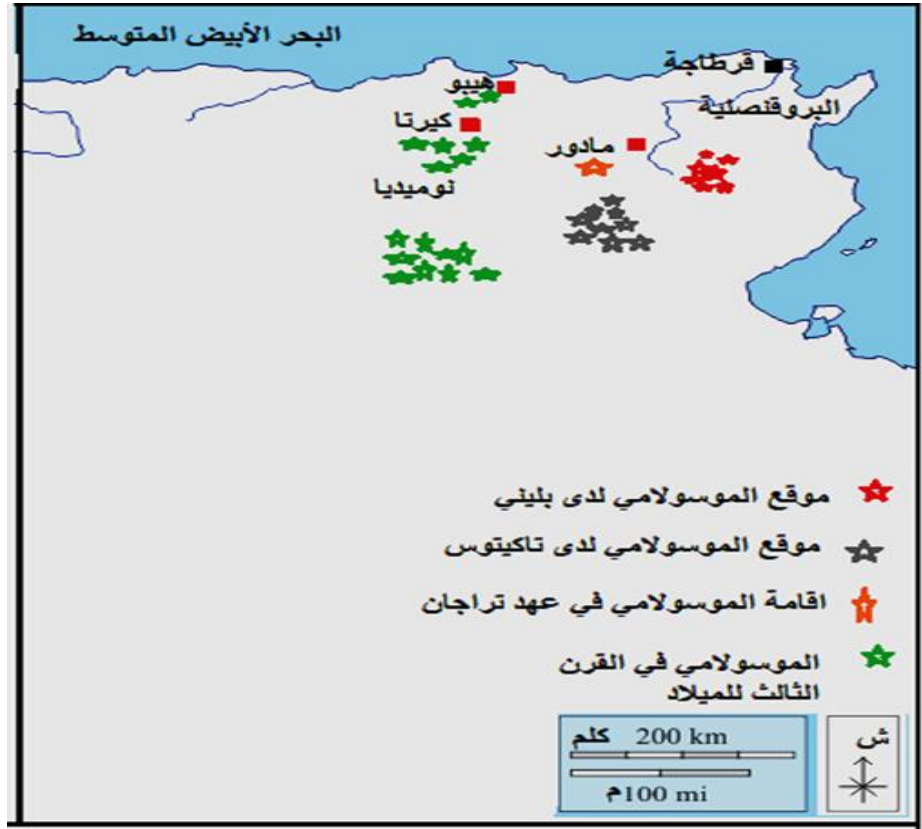 البحر الأبيض المتوسط
قرطاجة
هيبو
البروقنصلية
كيرتا
مادور
نوميديا
موقع الموسولامي لدى بليني
موقع الموسولامي لدى تاكيتوس
اقامة الموسولامي في عهد تراجان
الموسولامي في القرن
الثالث للميلاد
200 km كلم
100 mi م
ش